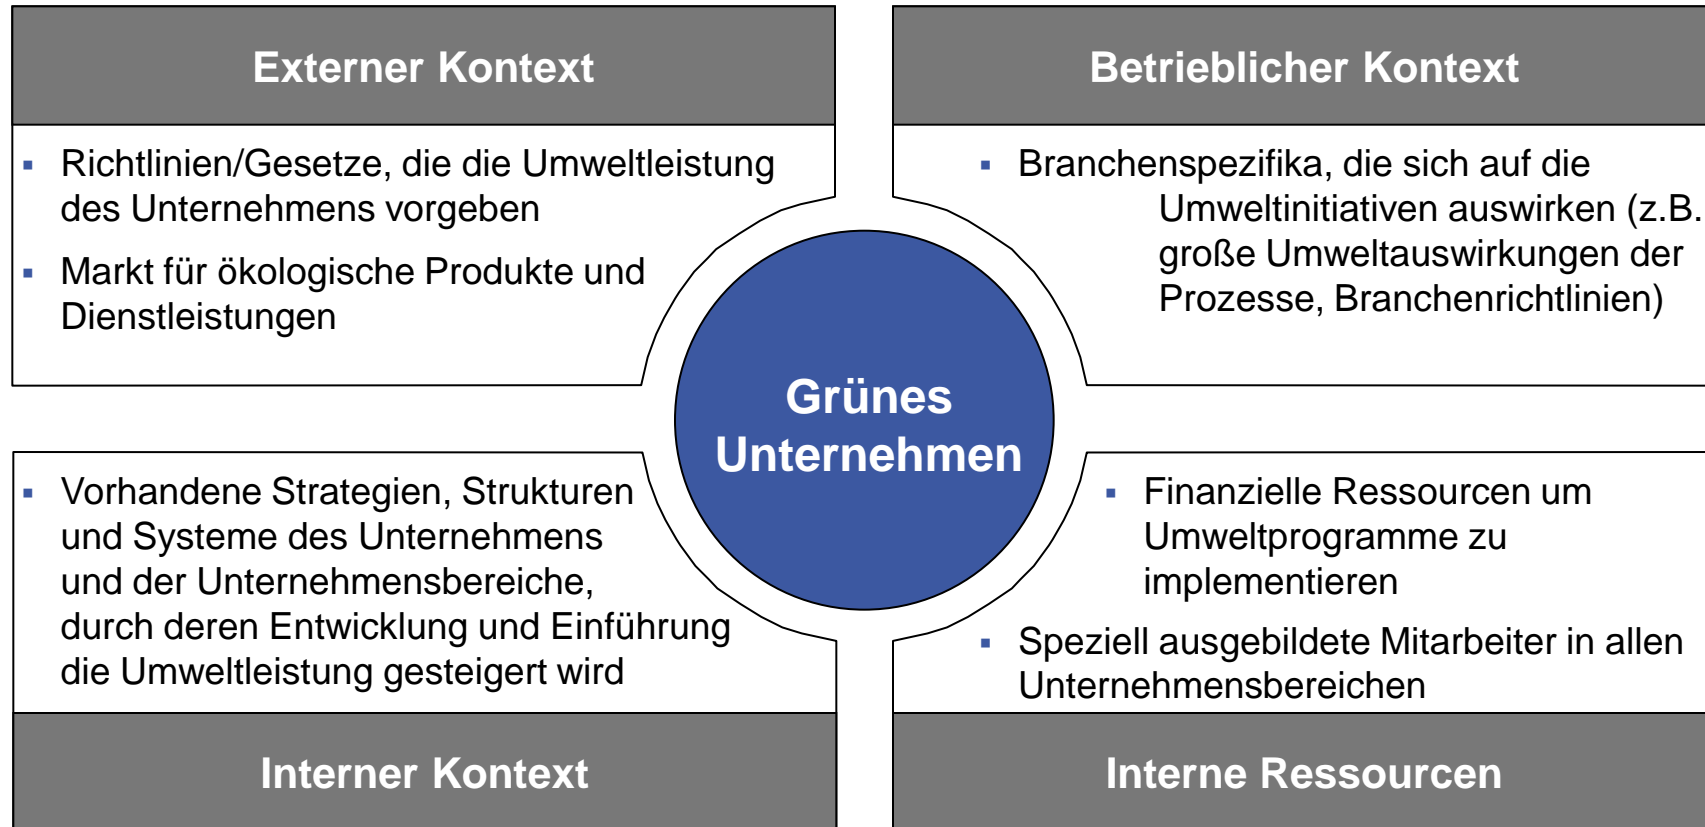 Externer Kontext
▪ Richtlinien/Gesetze, die die Umweltleistung
des Unternehmens vorgeben
▪ Markt für ökologische Produkte und
Dienstleistungen
Betrieblicher Kontext
▪ Branchenspezifika, die sich auf die
Umweltinitiativen auswirken (z.B.
große Umweltauswirkungen der
Prozesse, Branchenrichtlinien)
Grünes
Unternehmen
▪ Vorhandene Strategien, Strukturen
und Systeme des Unternehmens
und der Unternehmensbereiche,
durch deren Entwicklung und Einführung
die Umweltleistung gesteigert wird
Interner Kontext
▪ Finanzielle Ressourcen um
Umweltprogramme zu
implementieren
▪ Speziell ausgebildete Mitarbeiter in allen
Unternehmensbereichen
Interne Ressourcen